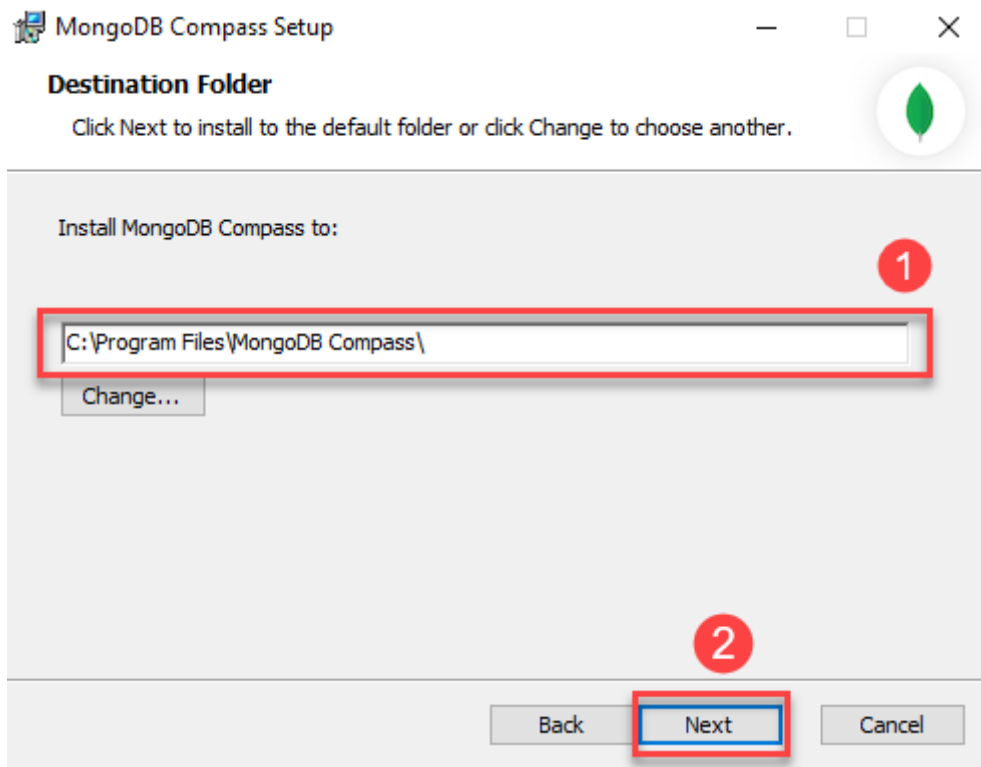 MongoDB Compass Setup
Destination Folder
Click Next to install to the default folder or click Change to choose another.
Install MongoDB Compass to:
1
C:\Program Files\MongoDB Compass\
Change...
2
Back
Next
Cancel